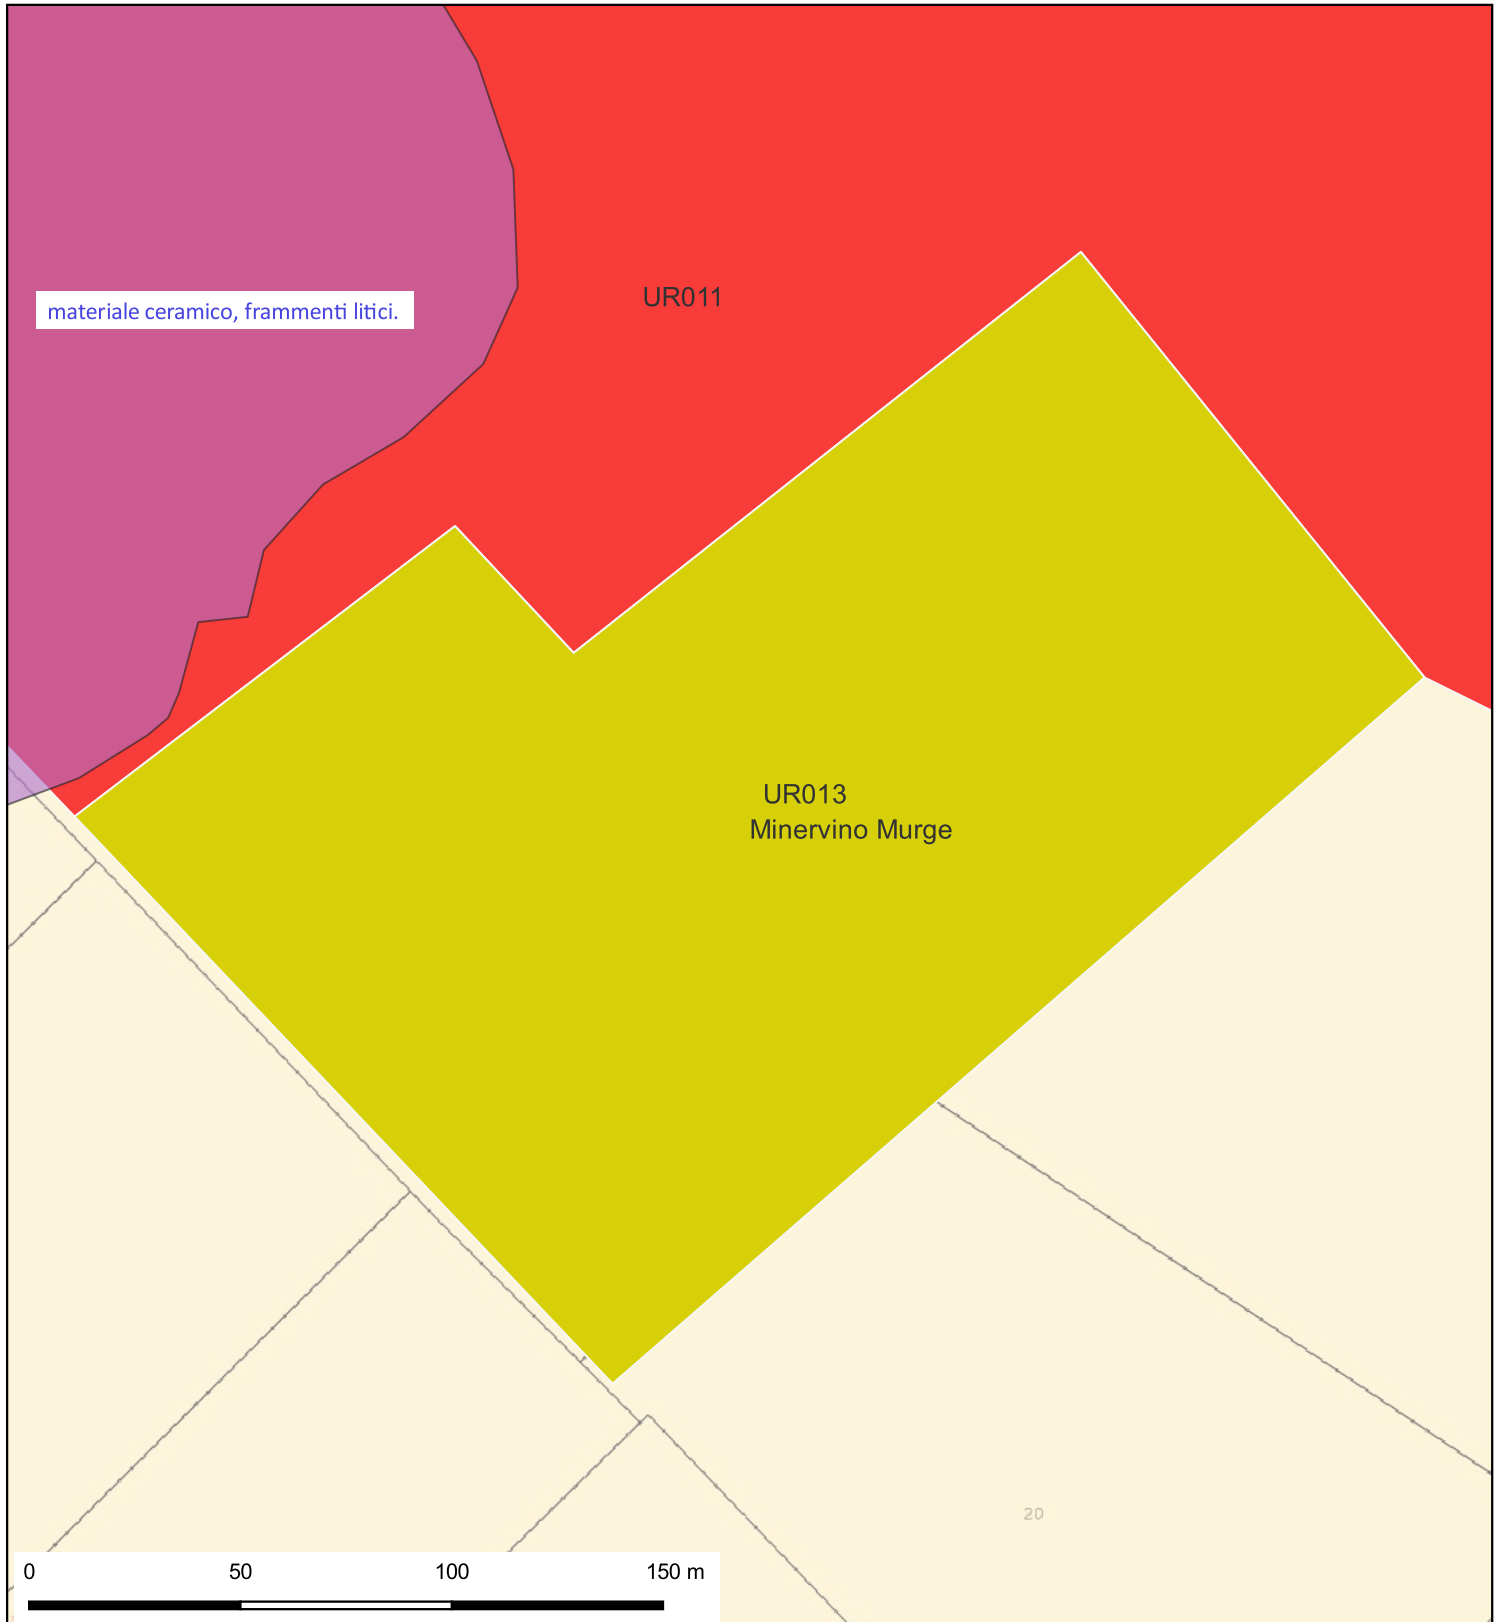 UR011
materiale ceramico, frammenti litici.
UR013
Minervino Murge
20
0 50 100 150 m